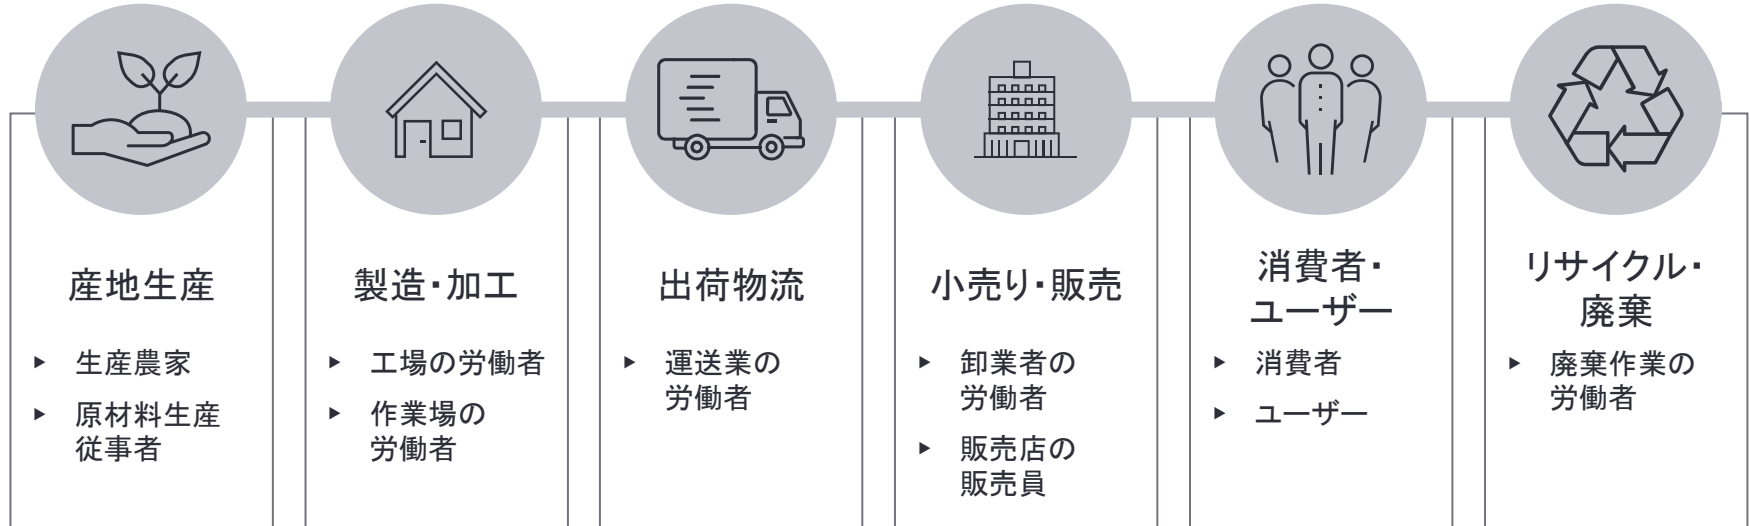 産地生産
▶ 生産農家
▶ 原材料生産
従事者
製造・加工
▶ 工場の労働者
▶ 作業場の
労働者
出荷物流
▶ 運送業の
労働者
小売り・販売
▶ 卸業者の
労働者
▶ 販売店の
販売員
消費者・
ユーザー
▶ 消費者
▶ ユーザー
リサイクル・
廃棄
▶ 廃棄作業の
労働者